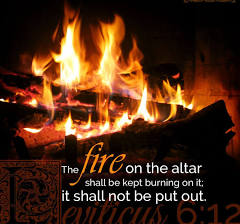 The fire on the altar
shall be kept burning on it;
it shall not be put out.
Leviticus 6:12